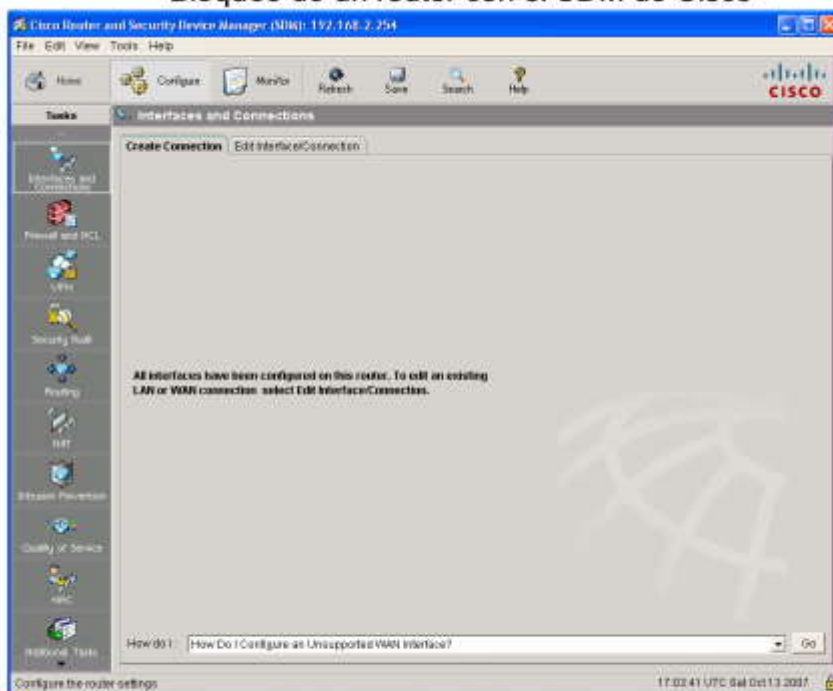 Bloqueo de un router con el SDM de Cisco
Cisco Router and Security Device Manager (SDM): 192.168.2.254
File Edit View Tools Help
Home Configure Monitor Refresh Save Search Help
CISCO
Tasks
Interfaces and Connections
Create Connection Edit Interface/Connection
Interfaces and
Connections
Firewall and ACL
VPN
Security Audit
Routing
NAT
Intrusion Prevention
Quality of Service
NAC
Additional Tasks
All interfaces have been configured on this router. To edit an existing
LAN or WAN connection select Edit Interface/Connection.
How do I: How Do I Configure an Unsupported WAN Interface? Go
Configure the router settings 17:03:41 UTC Sat Oct 13 2007